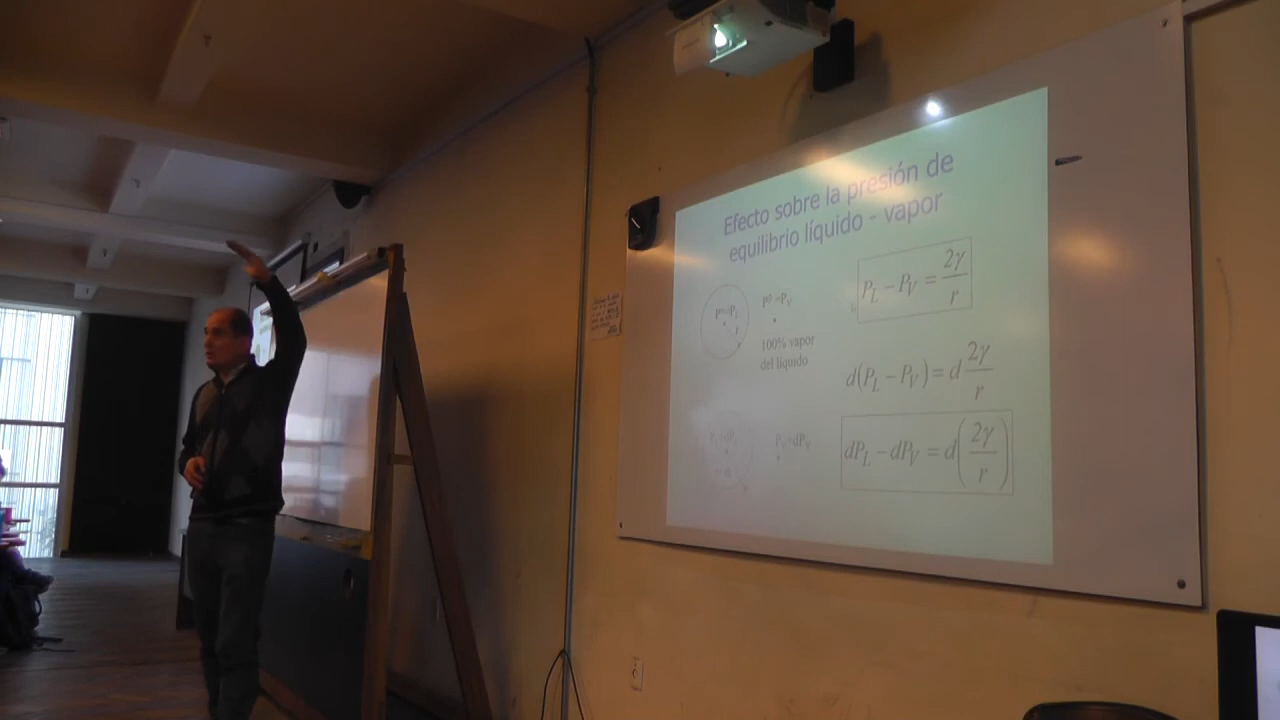 Efecto sobre la presión de
equilibrio líquido - vapor
P_L − P_V = 2γ/r
r
100% vapor
del líquido
d(P_L − P_V) = d 2γ/r
dP_L − dP_V = d(2γ/r)